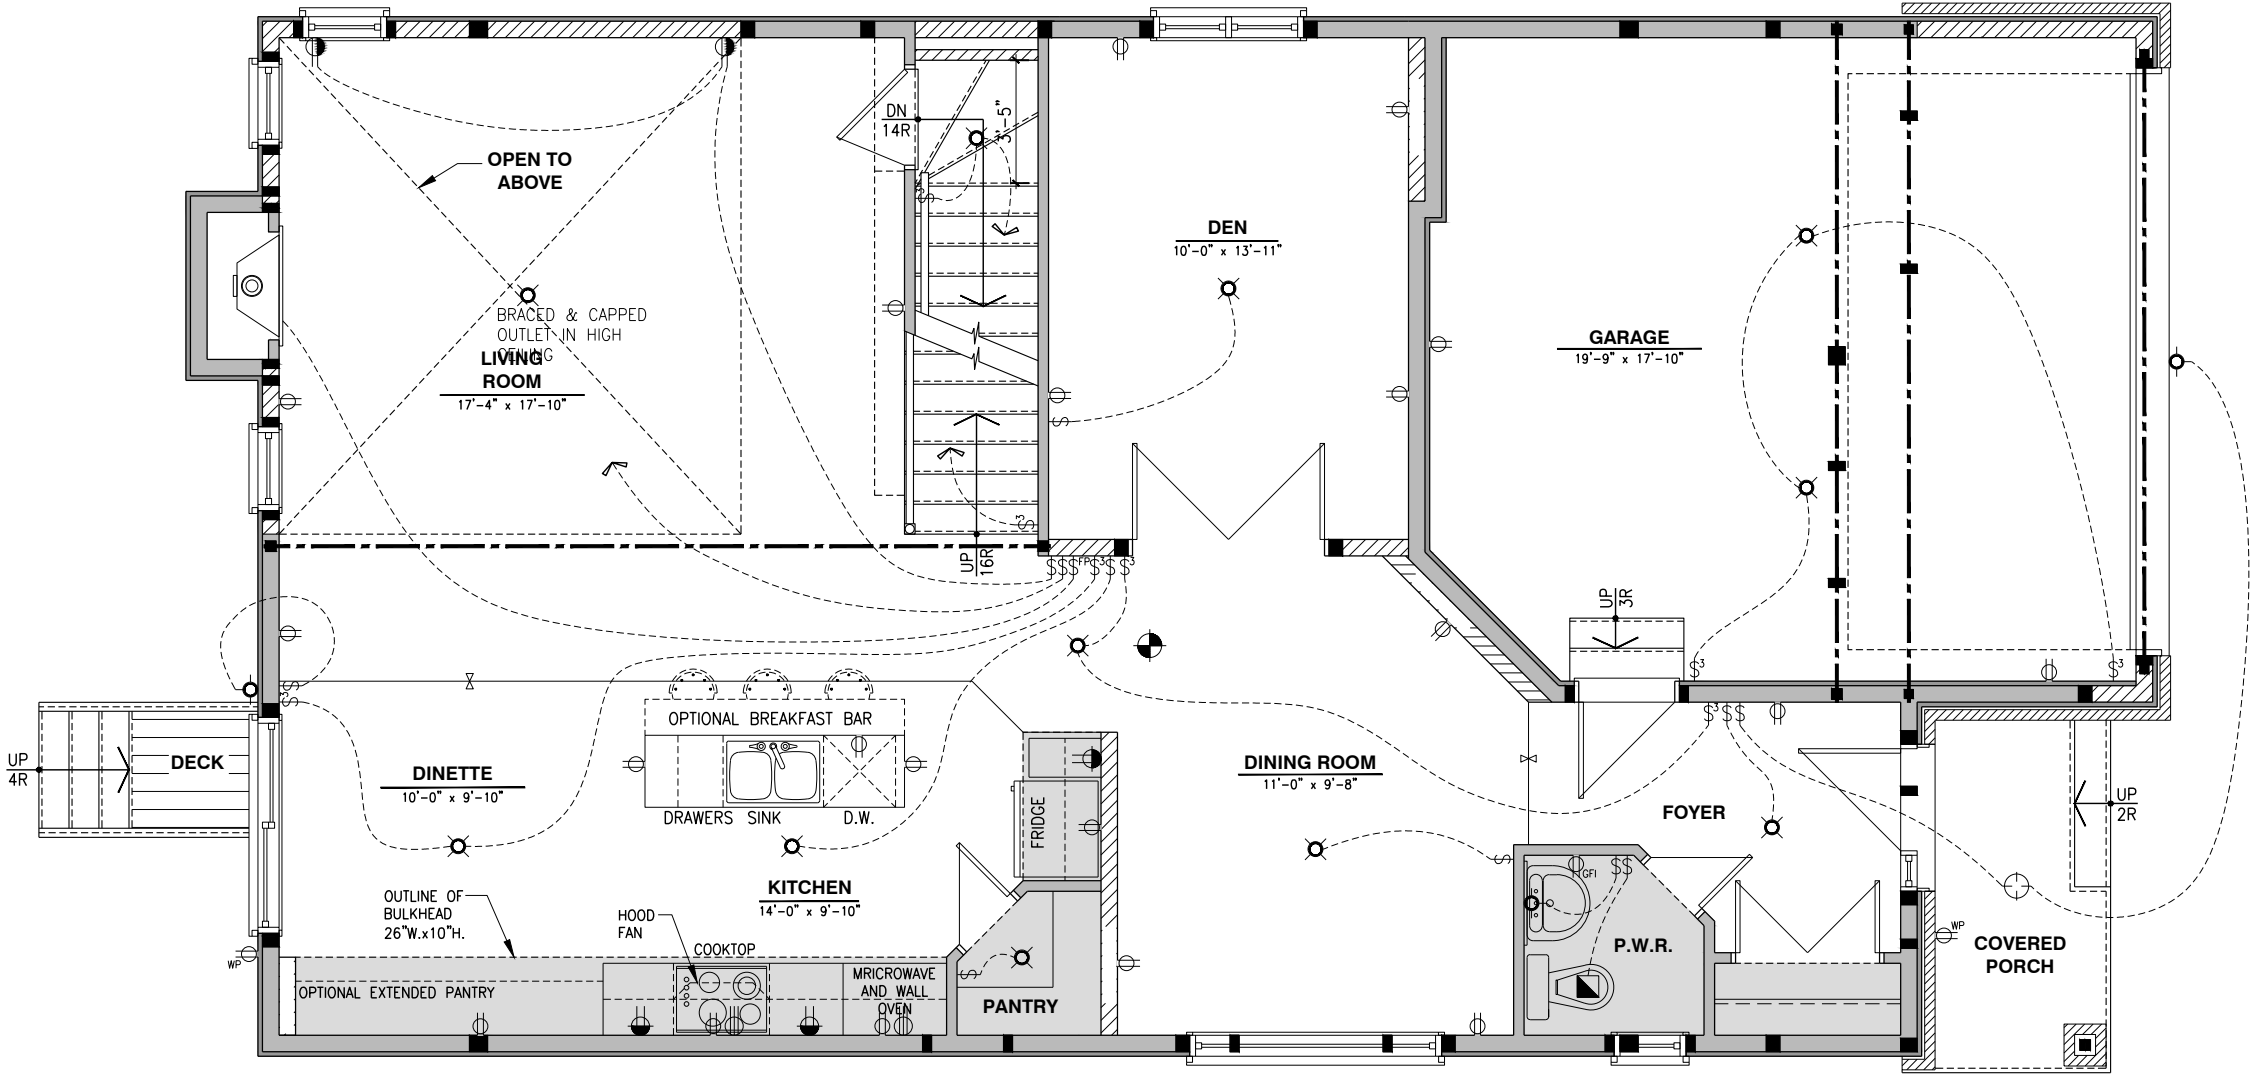 OPEN TO
ABOVE
DN
14R
3'-5"
DEN
10'-0" x 13'-11"
BRACED & CAPPED
OUTLET IN HIGH
CEILING
LIVING
ROOM
17'-4" x 17'-10"
GARAGE
19'-9" x 17'-10"
UP
16R
UP
3R
FP
OPTIONAL BREAKFAST BAR
UP
4R
DECK
DINETTE
10'-0" x 9'-10"
DRAWERS
SINK
D.W.
FRIDGE
DINING ROOM
11'-0" x 9'-8"
FOYER
UP
2R
KITCHEN
14'-0" x 9'-10"
OUTLINE OF
BULKHEAD
26"W.x10"H.
HOOD
FAN
COOKTOP
GFI
P.W.R.
WP
WP
COVERED
PORCH
OPTIONAL EXTENDED PANTRY
MRICROWAVE
AND WALL
OVEN
PANTRY